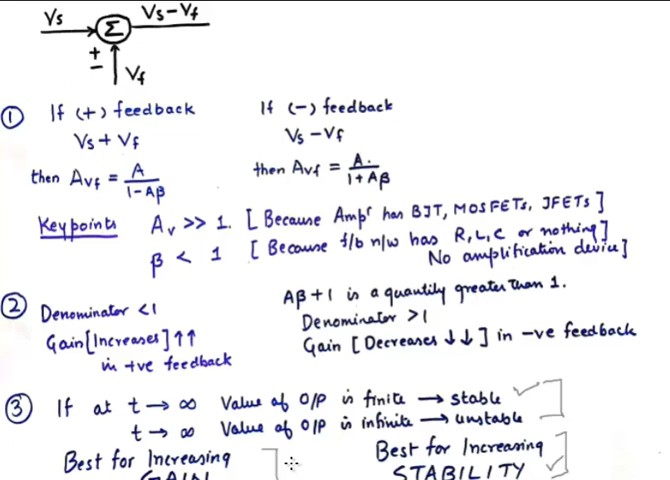 Vs
Σ
Vs-Vf
+
-
Vf
① If (+) feedback
Vs + Vf
then Avf = A / 1-Aβ
If (-) feedback
Vs - Vf
then Avf = A. / 1+Aβ
Keypoints Av >> 1. [Because Ampr has BJT, MOSFETs, JFETs]
β < 1 [Because f/b n/w has R, L, C or nothing]
No amplification device]
② Denominator <1
Gain [Increases] ↑↑
in +ve feedback
Aβ+1 is a quantity greater than 1.
Denominator >1
Gain [Decreases ↓↓] in -ve feedback
③ If at t → ∞ Value of O/P is finite → stable
t → ∞ Value of O/P is infinite → unstable
Best for Increasing
GAIN
Best for Increasing
STABILITY